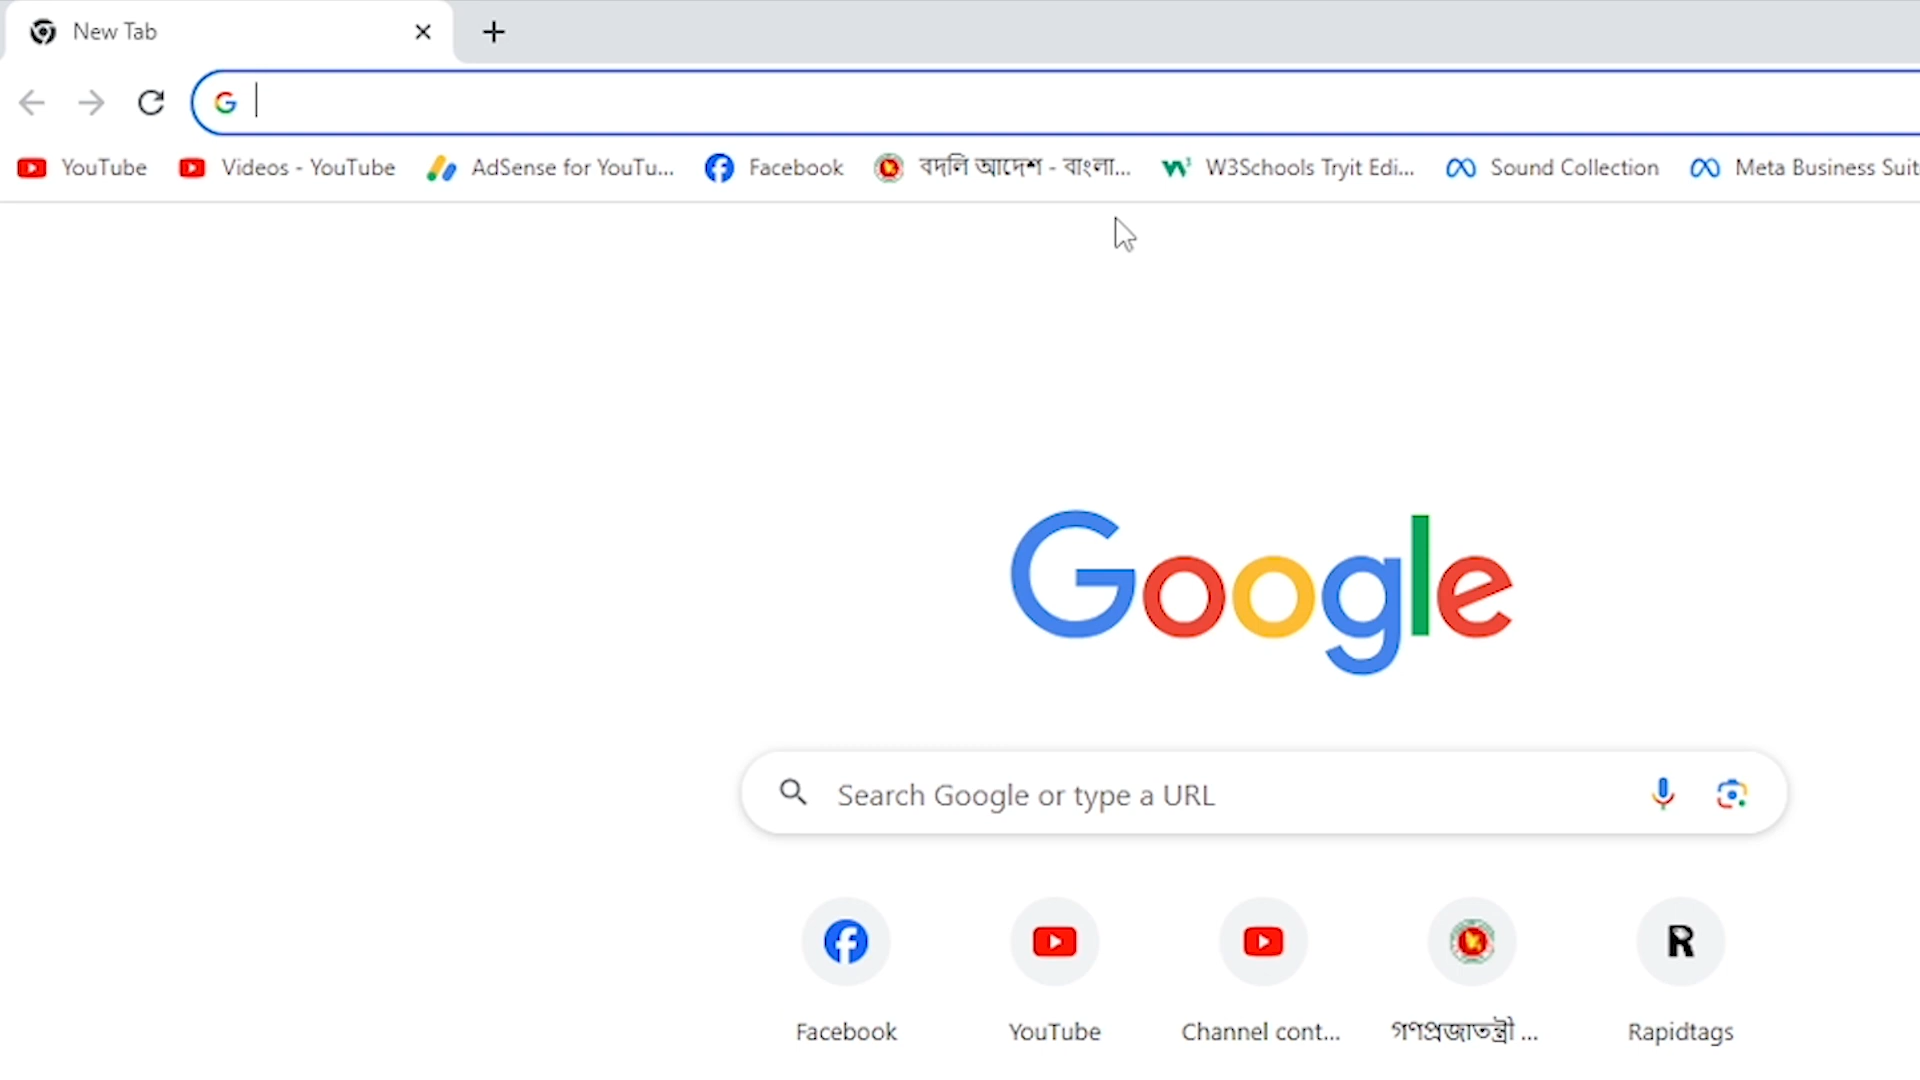 New Tab
YouTube Videos - YouTube AdSense for YouTu... Facebook বদলি আদেশ - বাংলা... W3Schools Tryit Edi... Sound Collection Meta Business Suit
Google
Search Google or type a URL
Facebook YouTube Channel cont... গণপ্রজাতন্ত্রী ... Rapidtags